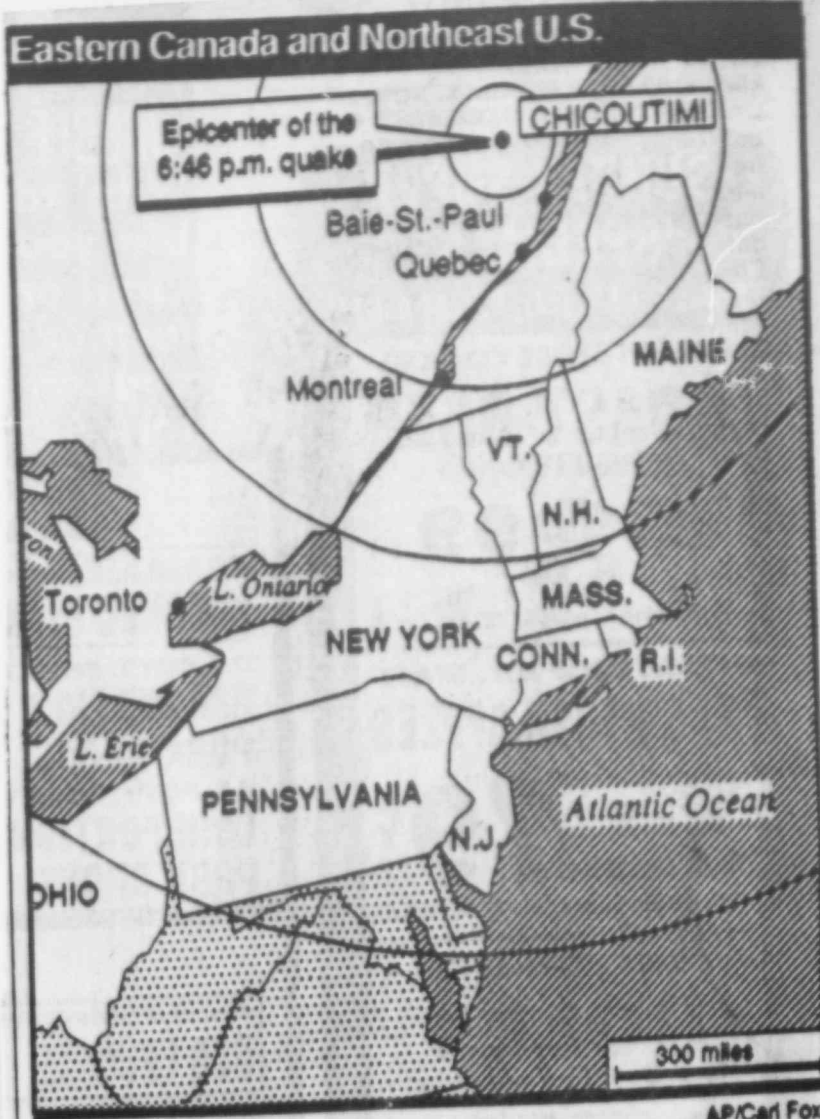 Eastern Canada and Northeast U.S.
Epicenter of the
6:46 p.m. quake
CHICOUTIMI
Baie-St.-Paul
Quebec
MAINE
Montreal
VT.
N.H.
ron
Toronto
L. Ontario
MASS.
NEW YORK
CONN.
R.I.
L. Erie
PENNSYLVANIA
Atlantic Ocean
N.J.
OHIO
300 miles
AP/Carl Fox